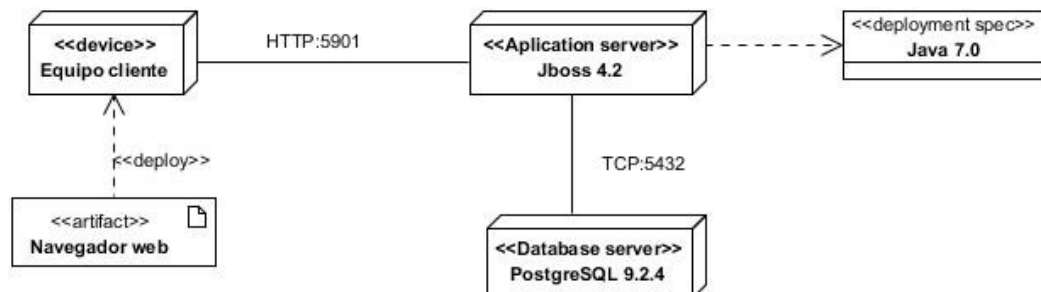 <<device>>
Equipo cliente
HTTP:5901
<<Aplication server>>
Jboss 4.2
<<deployment spec>>
Java 7.0
<<deploy>>
TCP:5432
<<artifact>>
Navegador web
<<Database server>>
PostgreSQL 9.2.4